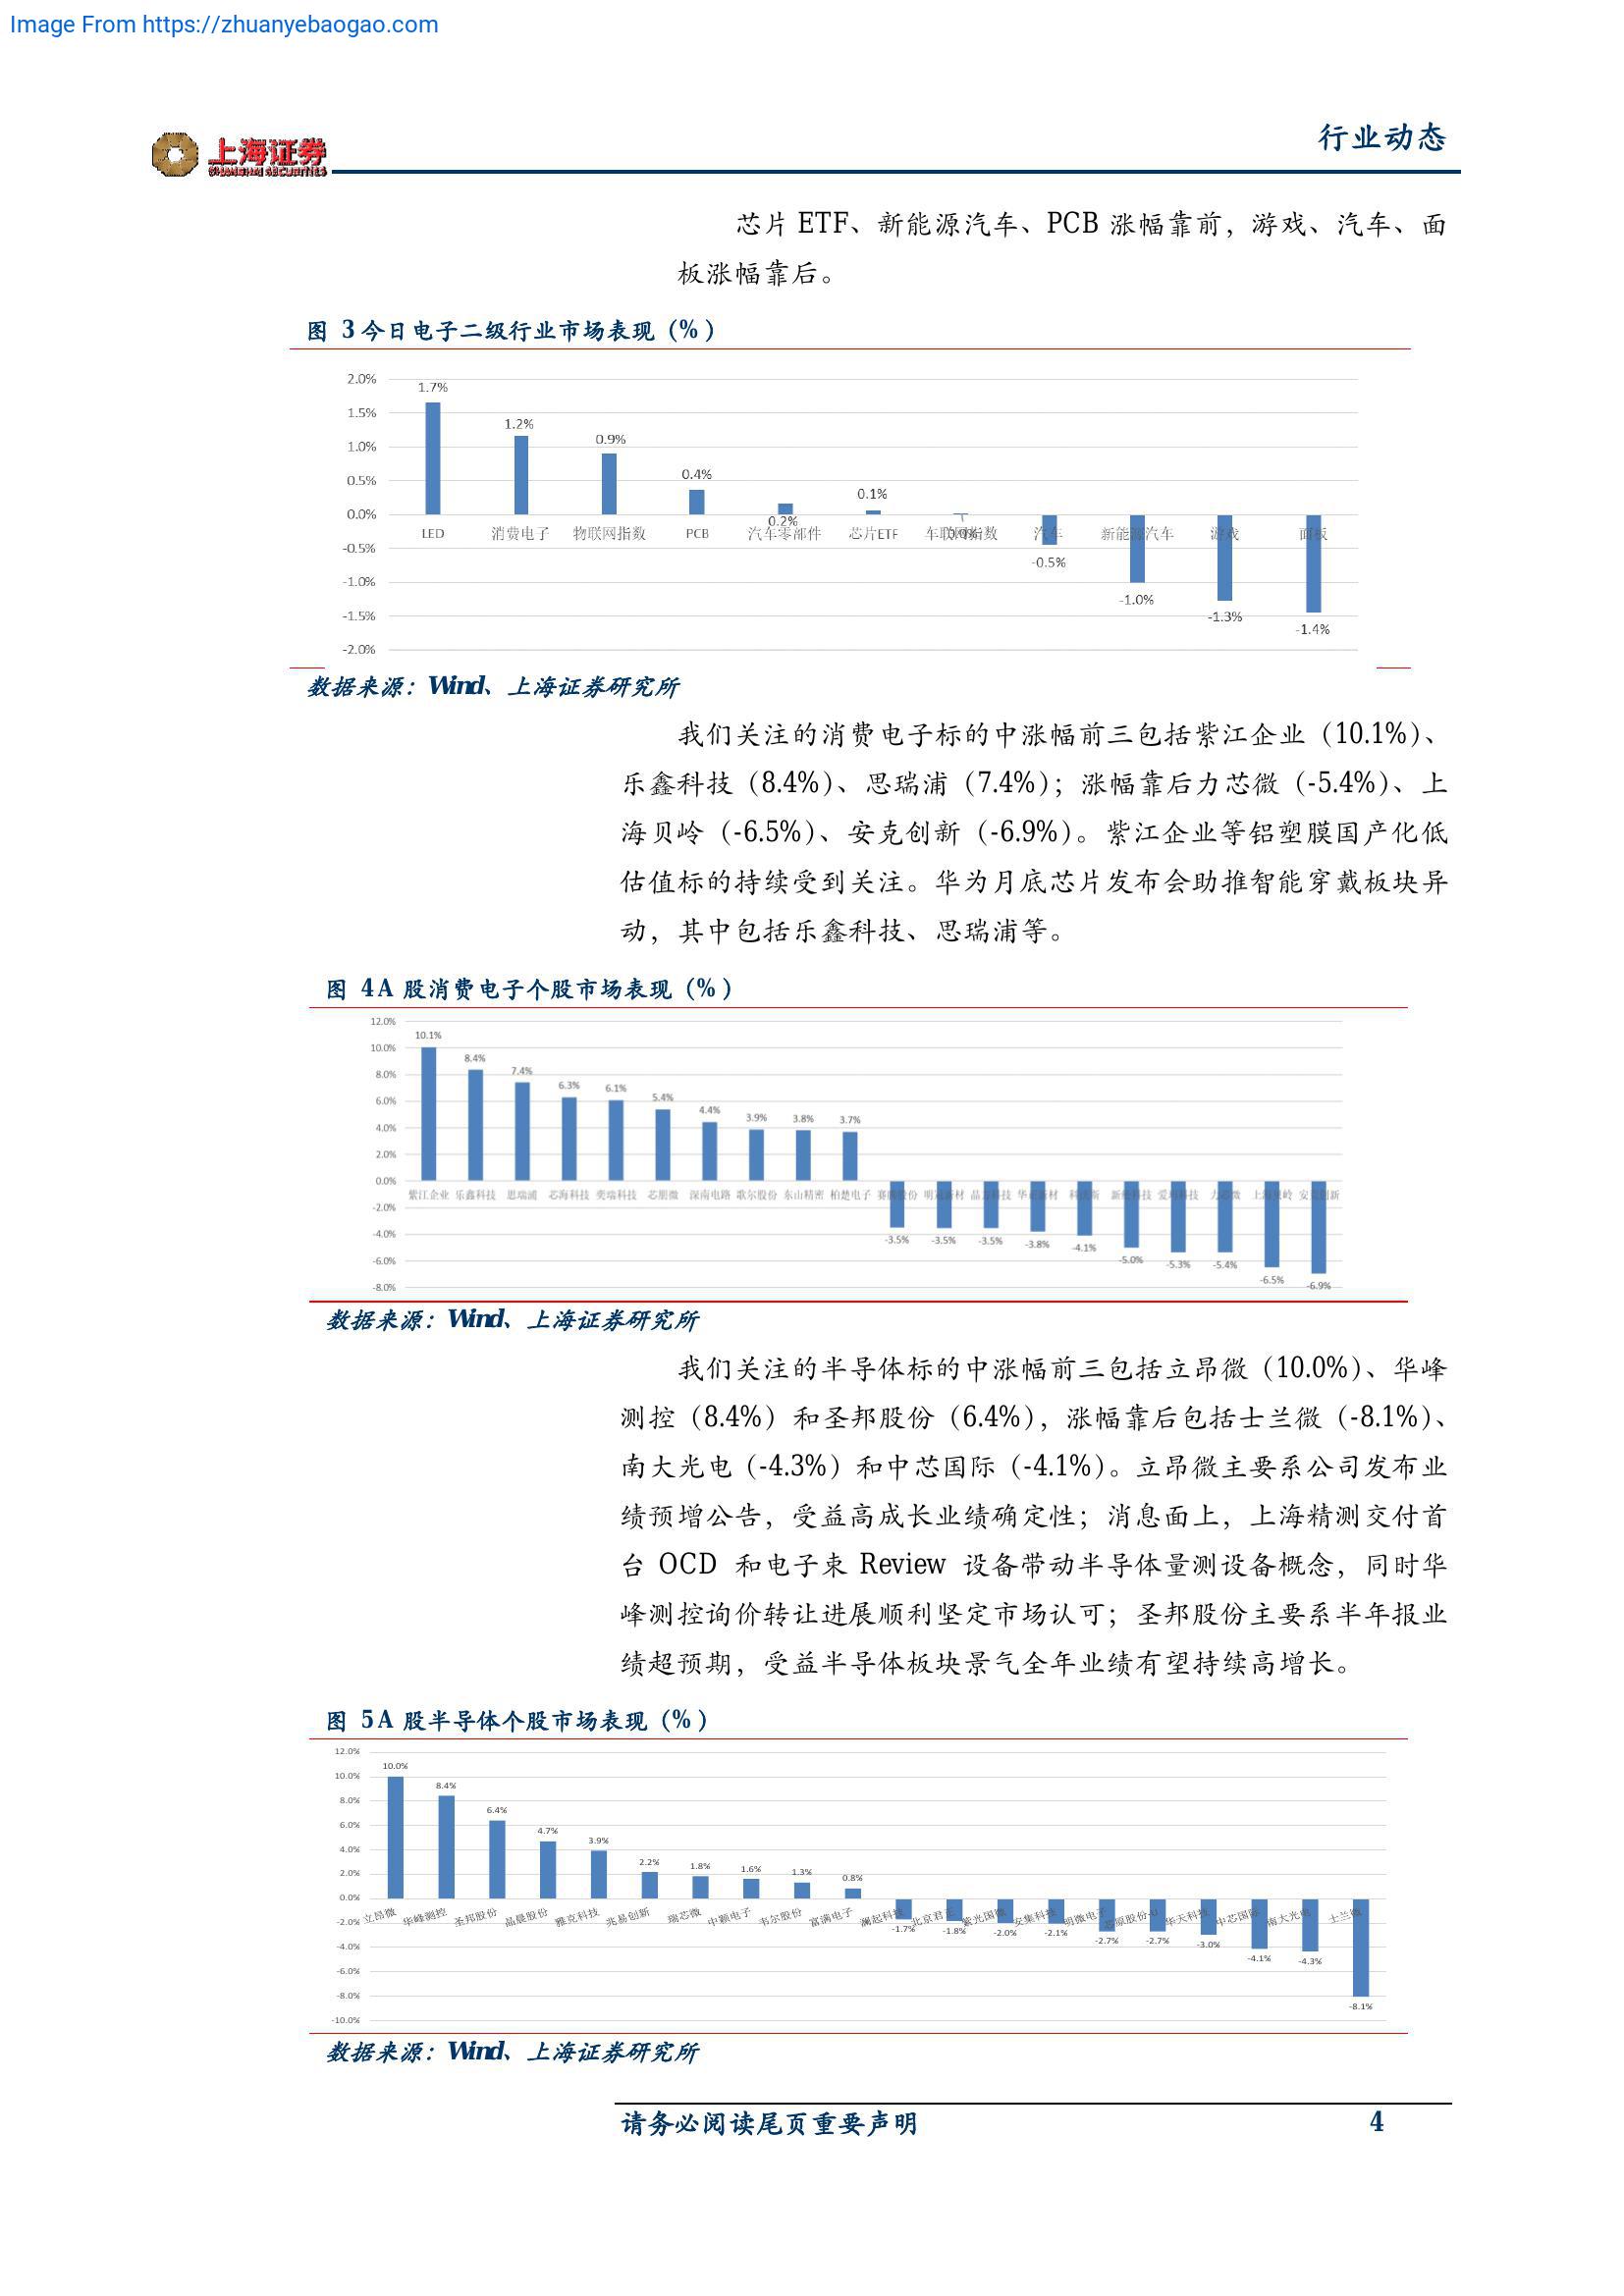 Image From https://zhuanyebaogao.com
上海证券
SHANGHAI SECURITIES
行业动态
芯片 ETF、新能源汽车、PCB 涨幅靠前，游戏、汽车、面
板涨幅靠后。
图 3 今日电子二级行业市场表现（%）
2.0%
1.5%
1.0%
0.5%
0.0%
-0.5%
-1.0%
-1.5%
-2.0%
1.7% 1.2% 0.9% 0.4% 0.2% 0.1% 0.0% -0.5% -1.0% -1.3% -1.4%
LED 消费电子 物联网指数 PCB 汽车零部件 芯片ETF 车联网指数 汽车 新能源汽车 游戏 面板
数据来源：Wind、上海证券研究所
我们关注的消费电子标的中涨幅前三包括紫江企业（10.1%）、
乐鑫科技（8.4%）、思瑞浦（7.4%）；涨幅靠后力芯微（-5.4%）、上
海贝岭（-6.5%）、安克创新（-6.9%）。紫江企业等铝塑膜国产化低
估值标的持续受到关注。华为月底芯片发布会助推智能穿戴板块异
动，其中包括乐鑫科技、思瑞浦等。
图 4 A 股消费电子个股市场表现（%）
12.0%
10.0%
8.0%
6.0%
4.0%
2.0%
0.0%
-2.0%
-4.0%
-6.0%
-8.0%
10.1% 8.4% 7.4% 6.3% 6.1% 5.4% 4.4% 3.9% 3.8% 3.7% -3.5% -3.5% -3.5% -3.8% -4.1% -5.0% -5.3% -5.4% -6.5% -6.9%
紫江企业 乐鑫科技 思瑞浦 芯海科技 奕瑞科技 芯朋微 深南电路 歌尔股份 东山精密 柏楚电子 力芯微 上海贝岭 安克创新
数据来源：Wind、上海证券研究所
我们关注的半导体标的中涨幅前三包括立昂微（10.0%）、华峰
测控（8.4%）和圣邦股份（6.4%），涨幅靠后包括士兰微（-8.1%）、
南大光电（-4.3%）和中芯国际（-4.1%）。立昂微主要系公司发布业
绩预增公告，受益高成长业绩确定性；消息面上，上海精测交付首
台 OCD 和电子束 Review 设备带动半导体量测设备概念，同时华
峰测控询价转让进展顺利坚定市场认可；圣邦股份主要系半年报业
绩超预期，受益半导体板块景气全年业绩有望持续高增长。
图 5 A 股半导体个股市场表现（%）
12.0%
10.0%
8.0%
6.0%
4.0%
2.0%
0.0%
-2.0%
-4.0%
-6.0%
-8.0%
-10.0%
10.0% 8.4% 6.4% 4.7% 3.9% 2.2% 1.8% 1.6% 1.3% 0.8% -1.7% -1.8% -2.0% -2.1% -2.7% -2.7% -3.0% -4.1% -4.3% -8.1%
立昂微 华峰测控 圣邦股份 晶晨股份 雅克科技 兆易创新 瑞芯微 中颖电子 韦尔股份 富满电子 澜起科技 北京君正 紫光国微 安集科技 明微电子 华天科技 中芯国际 南大光电 士兰微
数据来源：Wind、上海证券研究所
请务必阅读尾页重要声明
4